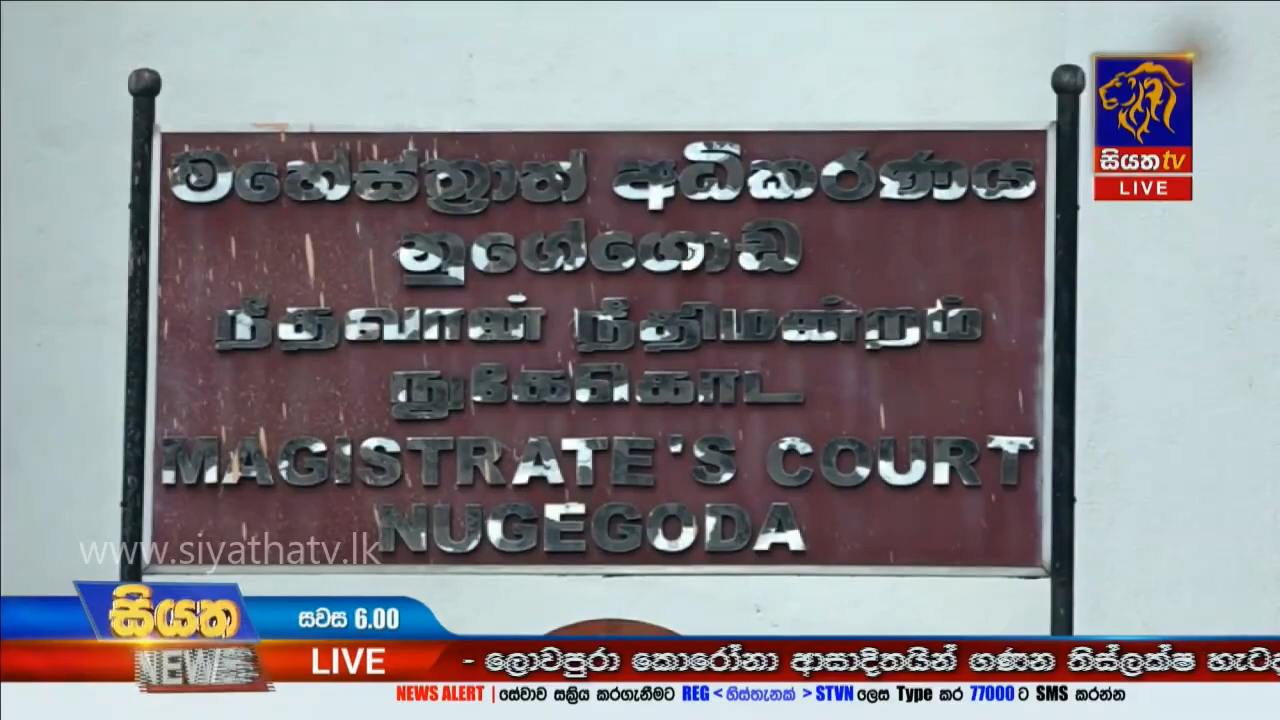 සියත tv
LIVE
මහේස්ත්‍රාත් අධිකරණය
නුගේගොඩ
நீதவான் நீதிமன்றம்
நுகேகொட
MAGISTRATE'S COURT
NUGEGODA
www.siyathatv.lk
සියත
සවස 6.00
NEWS
LIVE
- ලොවපුරා කොරෝනා ආසාදිතයින් ගණන තිස්ලක්ෂ
NEWS ALERT | සේවාව සක්‍රිය කරගැනීමට REG < හිස්තැනක් > STVN ලෙස Type කර 77000 ට SMS කරන්න